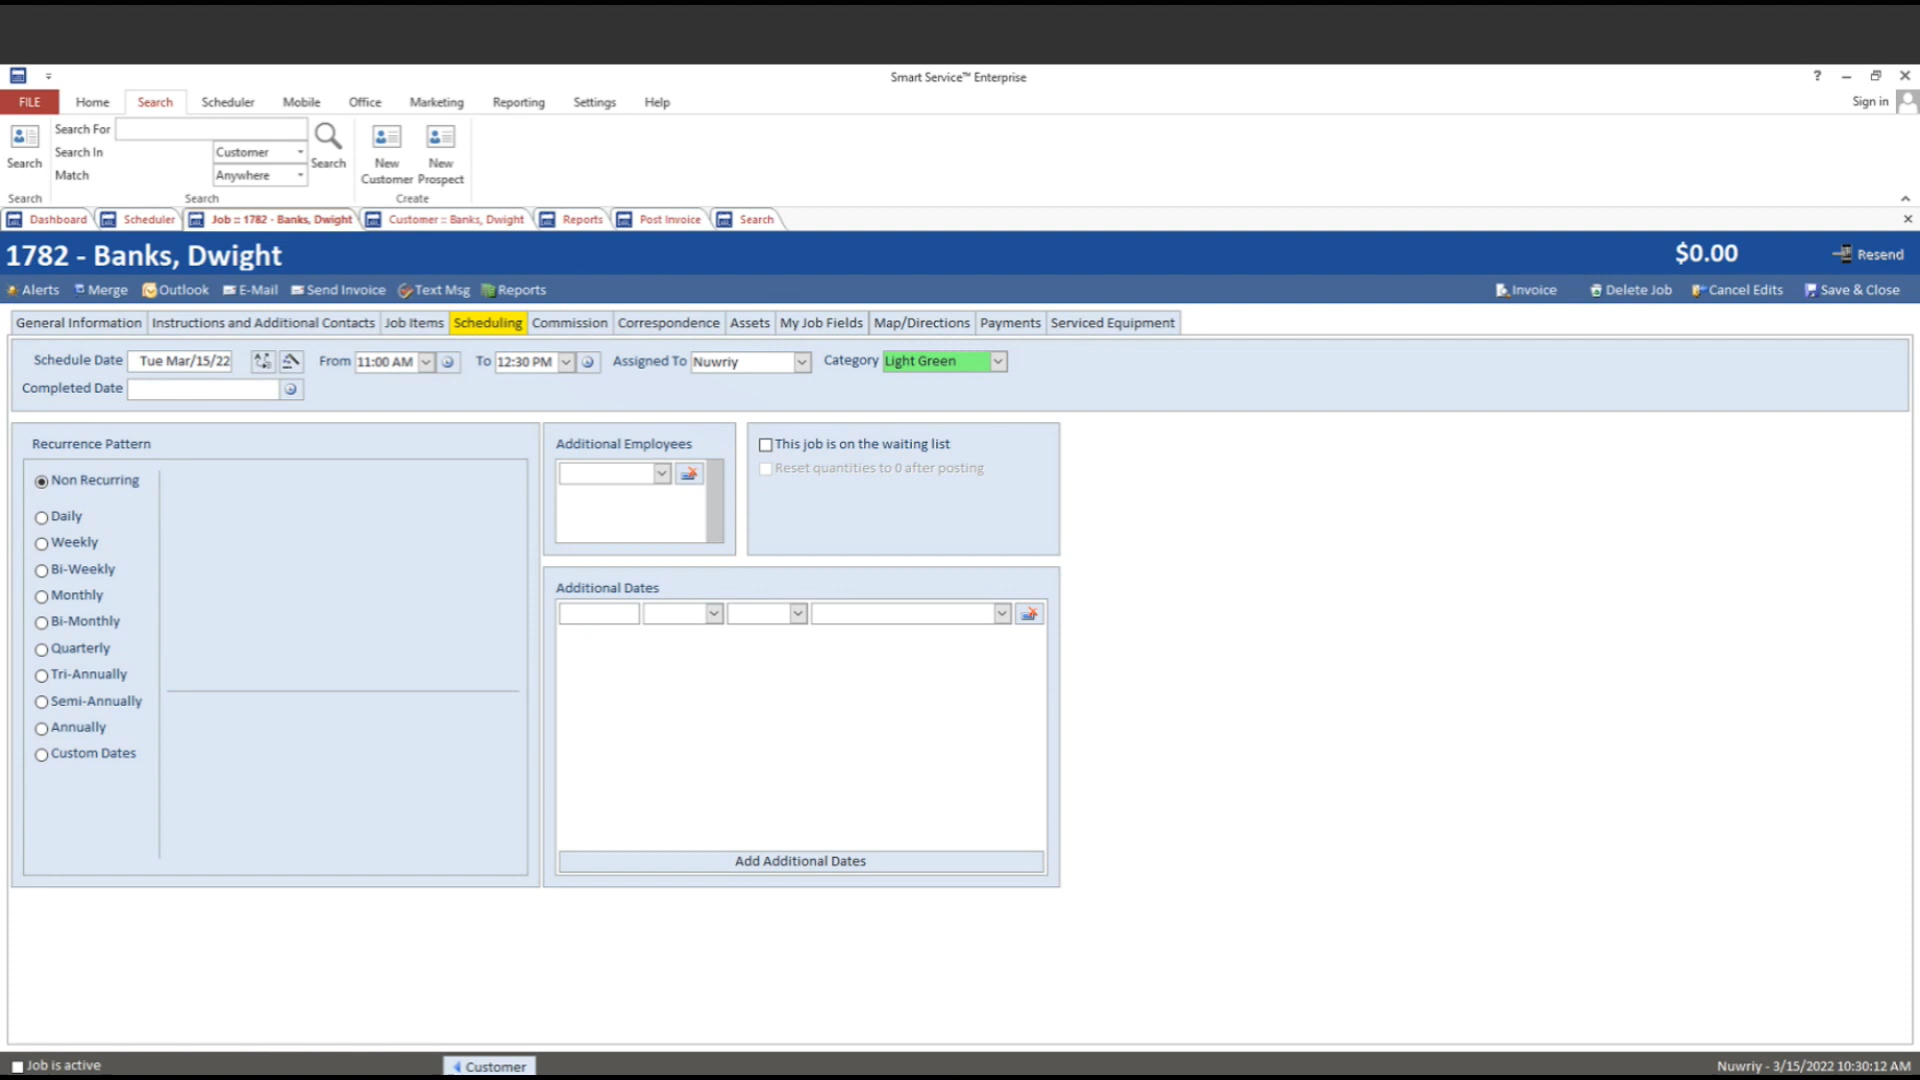 Smart Service™ Enterprise
?
FILE Home Search Scheduler Mobile Office Marketing Reporting Settings Help Sign in
Search For
Search In Customer
Match Anywhere
Search Search New Customer New Prospect
Search Search Create
Dashboard Scheduler Job :: 1782 - Banks, Dwight Customer :: Banks, Dwight Reports Post Invoice Search
1782 - Banks, Dwight $0.00 Resend
Alerts Merge Outlook E-Mail Send Invoice Text Msg Reports Invoice Delete Job Cancel Edits Save & Close
General Information Instructions and Additional Contacts Job Items Scheduling Commission Correspondence Assets My Job Fields Map/Directions Payments Serviced Equipment
Schedule Date Tue Mar/15/22 From 11:00 AM To 12:30 PM Assigned To Nuwriy Category Light Green
Completed Date
Recurrence Pattern
Non Recurring
Daily
Weekly
Bi-Weekly
Monthly
Bi-Monthly
Quarterly
Tri-Annually
Semi-Annually
Annually
Custom Dates
Additional Employees
This job is on the waiting list
Reset quantities to 0 after posting
Additional Dates
Add Additional Dates
Job is active Customer Nuwriy - 3/15/2022 10:30:12 AM